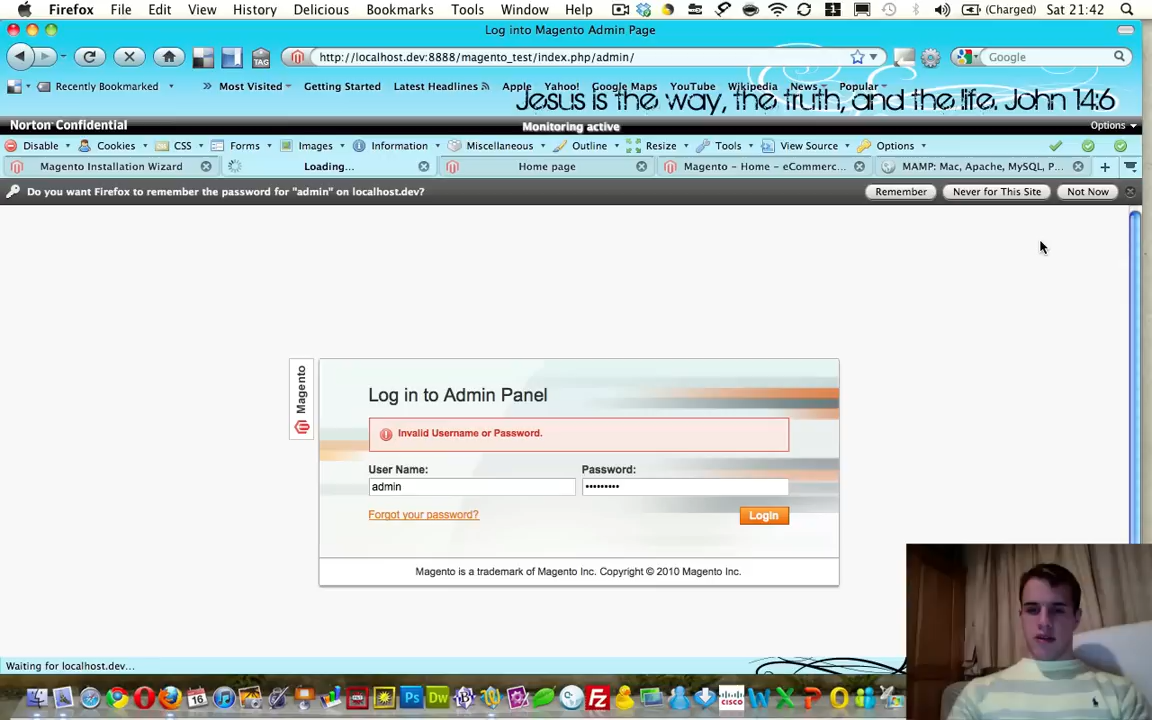 Firefox File Edit View History Delicious Bookmarks Tools Window Help (Charged) Sat 21:42
Log into Magento Admin Page
http://localhost.dev:8888/magento_test/index.php/admin/ Google
TAG
Recently Bookmarked » Most Visited Getting Started Latest Headlines Apple Yahoo! Google Maps YouTube Wikipedia News Popular
Jesus is the way, the truth, and the life. John 14:6
Norton Confidential Monitoring active Options
Disable Cookies CSS Forms Images Information Miscellaneous Outline Resize Tools View Source Options
Magento Installation Wizard Loading... Home page Magento - Home - eCommerc... MAMP: Mac, Apache, MySQL, P...
Do you want Firefox to remember the password for "admin" on localhost.dev? Remember Never for This Site Not Now
Magento
Log in to Admin Panel
Invalid Username or Password.
User Name: Password:
admin •••••••••
Forgot your password? Login
Magento is a trademark of Magento Inc. Copyright © 2010 Magento Inc.
Waiting for localhost.dev...